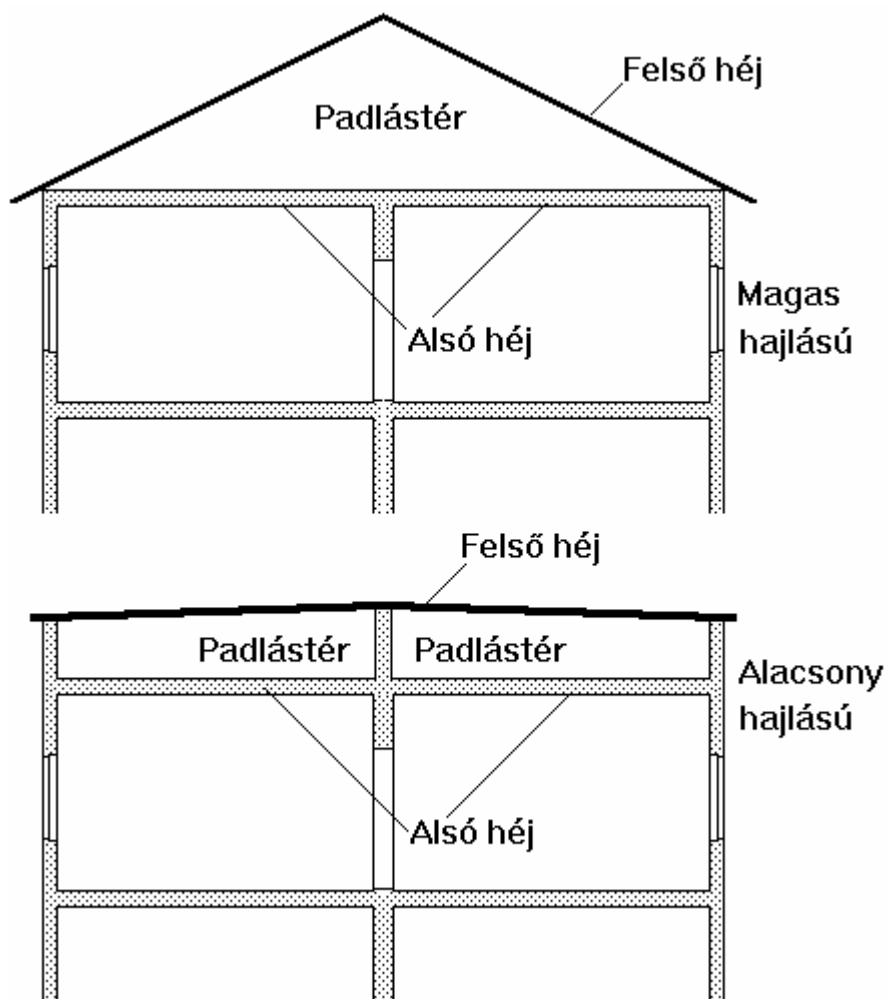 Felső héj
Padlástér
Magas
hajlású
Alsó héj
Felső héj
Padlástér Padlástér
Alacsony
hajlású
Alsó héj